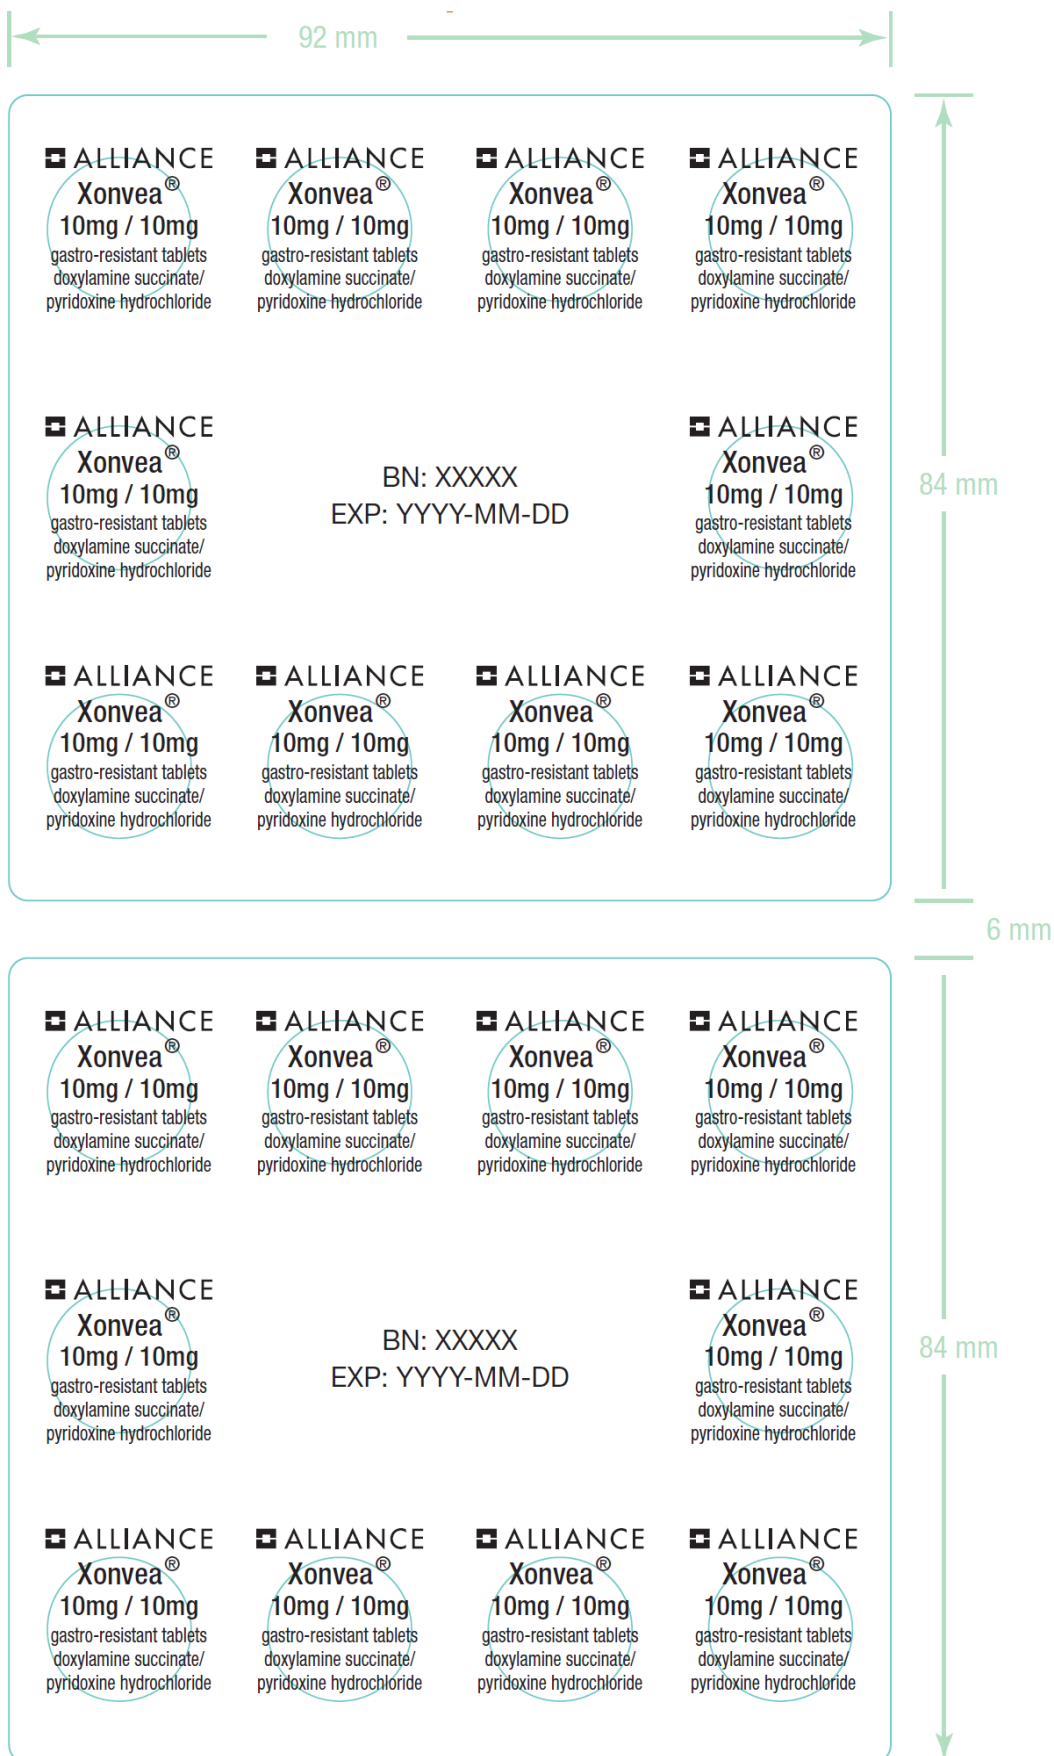 92 mm
ALLIANCE ALLIANCE ALLIANCE ALLIANCE
Xonvea® Xonvea® Xonvea® Xonvea®
10mg / 10mg 10mg / 10mg 10mg / 10mg 10mg / 10mg
gastro-resistant tablets gastro-resistant tablets gastro-resistant tablets gastro-resistant tablets
doxylamine succinate/ doxylamine succinate/ doxylamine succinate/ doxylamine succinate/
pyridoxine hydrochloride pyridoxine hydrochloride pyridoxine hydrochloride pyridoxine hydrochloride
ALLIANCE
Xonvea®
10mg / 10mg
gastro-resistant tablets
doxylamine succinate/
pyridoxine hydrochloride
BN: XXXXX
EXP: YYYY-MM-DD
ALLIANCE
Xonvea®
10mg / 10mg
gastro-resistant tablets
doxylamine succinate/
pyridoxine hydrochloride
84 mm
ALLIANCE ALLIANCE ALLIANCE ALLIANCE
Xonvea® Xonvea® Xonvea® Xonvea®
10mg / 10mg 10mg / 10mg 10mg / 10mg 10mg / 10mg
gastro-resistant tablets gastro-resistant tablets gastro-resistant tablets gastro-resistant tablets
doxylamine succinate/ doxylamine succinate/ doxylamine succinate/ doxylamine succinate/
pyridoxine hydrochloride pyridoxine hydrochloride pyridoxine hydrochloride pyridoxine hydrochloride
6 mm
ALLIANCE ALLIANCE ALLIANCE ALLIANCE
Xonvea® Xonvea® Xonvea® Xonvea®
10mg / 10mg 10mg / 10mg 10mg / 10mg 10mg / 10mg
gastro-resistant tablets gastro-resistant tablets gastro-resistant tablets gastro-resistant tablets
doxylamine succinate/ doxylamine succinate/ doxylamine succinate/ doxylamine succinate/
pyridoxine hydrochloride pyridoxine hydrochloride pyridoxine hydrochloride pyridoxine hydrochloride
ALLIANCE
Xonvea®
10mg / 10mg
gastro-resistant tablets
doxylamine succinate/
pyridoxine hydrochloride
BN: XXXXX
EXP: YYYY-MM-DD
ALLIANCE
Xonvea®
10mg / 10mg
gastro-resistant tablets
doxylamine succinate/
pyridoxine hydrochloride
84 mm
ALLIANCE ALLIANCE ALLIANCE ALLIANCE
Xonvea® Xonvea® Xonvea® Xonvea®
10mg / 10mg 10mg / 10mg 10mg / 10mg 10mg / 10mg
gastro-resistant tablets gastro-resistant tablets gastro-resistant tablets gastro-resistant tablets
doxylamine succinate/ doxylamine succinate/ doxylamine succinate/ doxylamine succinate/
pyridoxine hydrochloride pyridoxine hydrochloride pyridoxine hydrochloride pyridoxine hydrochloride